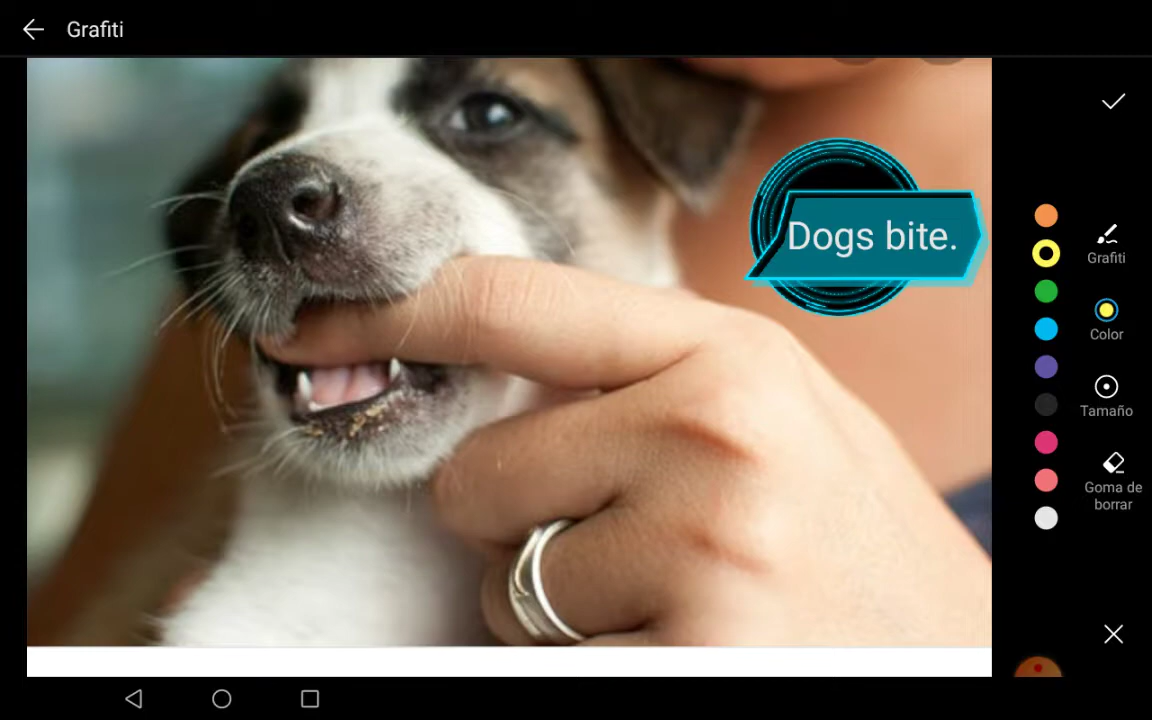 Grafiti
Dogs bite.
Grafiti
Color
Tamaño
Goma de
borrar